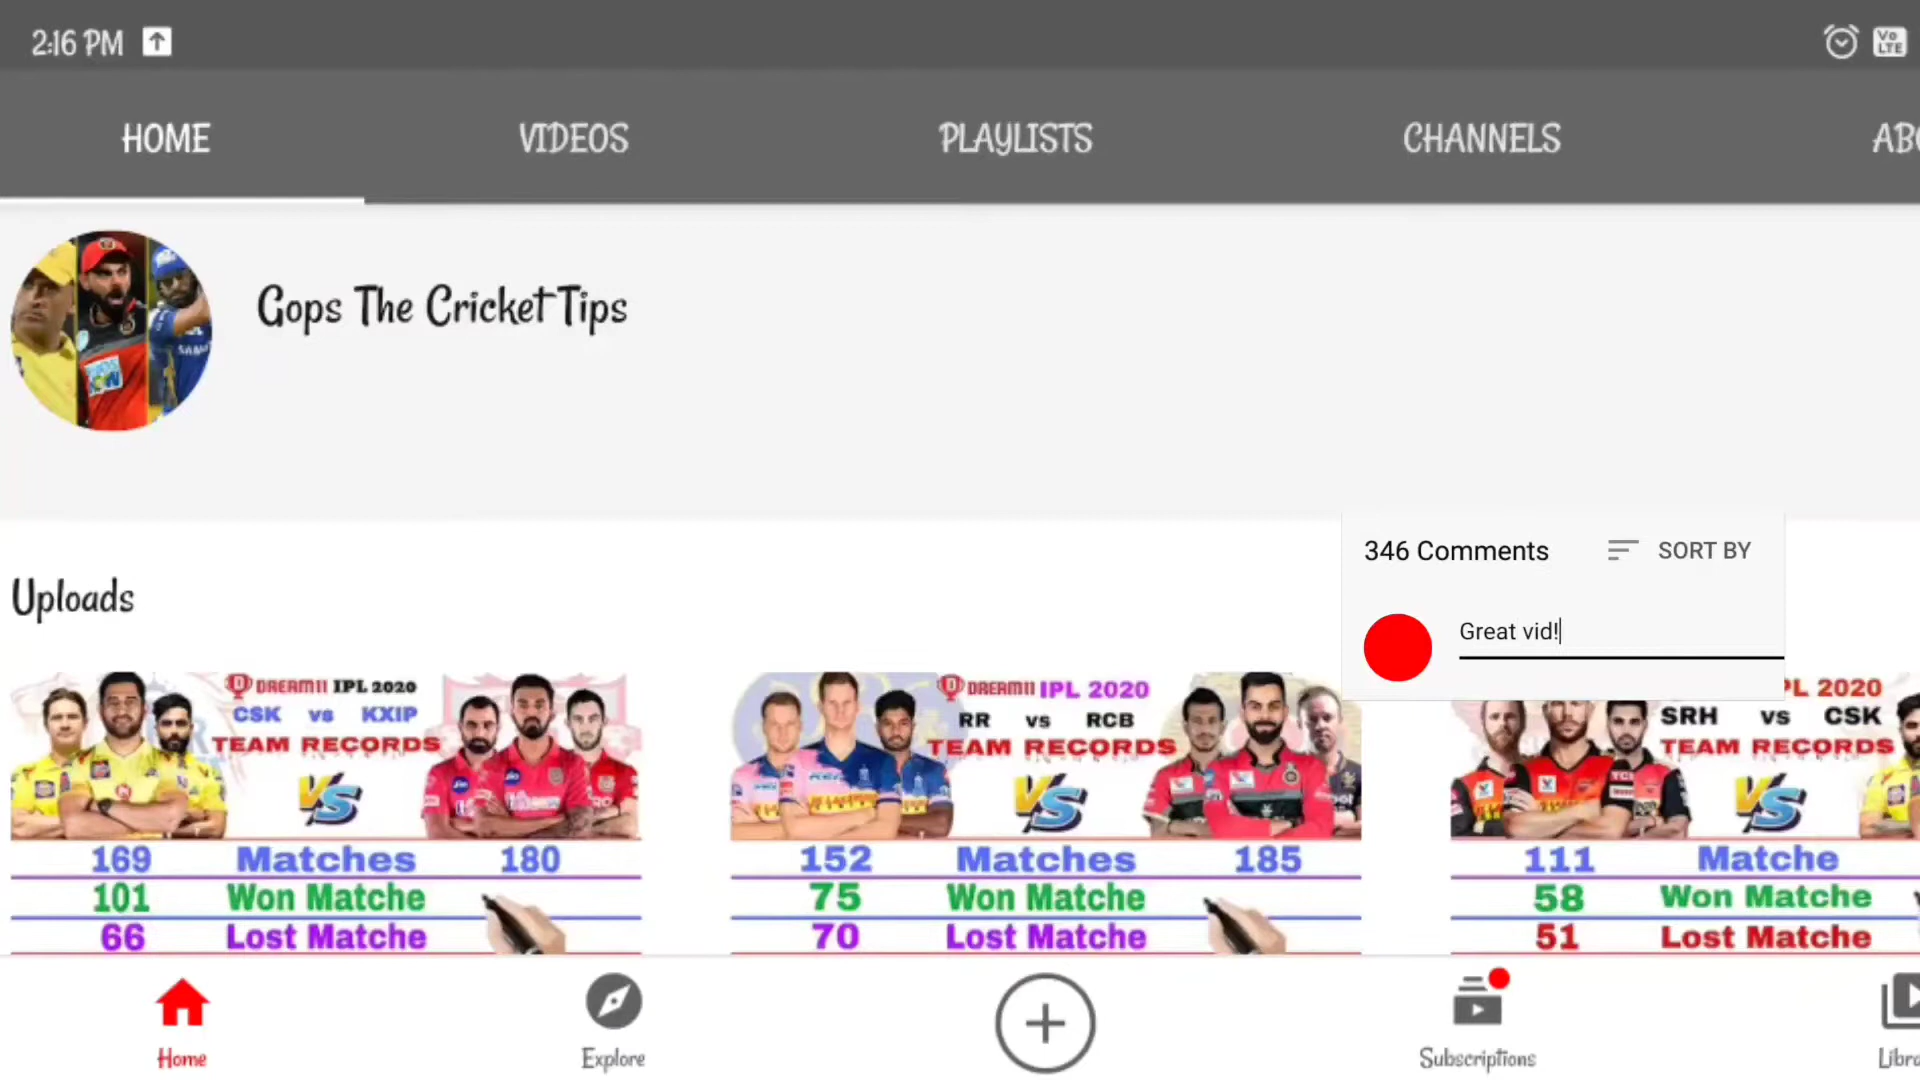 2:16 PM
Vo LTE
HOME VIDEOS PLAYLISTS CHANNELS
Gops The Cricket Tips
346 Comments SORT BY
Great vid!
Uploads
DREAM11 IPL 2020
CSK vs KXIP
TEAM RECORDS
VS
169 Matches 180
101 Won Matche
66 Lost Matche
DREAM11 IPL 2020
RR vs RCB
TEAM RECORDS
VS
152 Matches 185
75 Won Matche
70 Lost Matche
PL 2020
SRH vs CSK
TEAM RECORDS
VS
111 Matche
58 Won Matche
51 Lost Matche
Home Explore Subscriptions